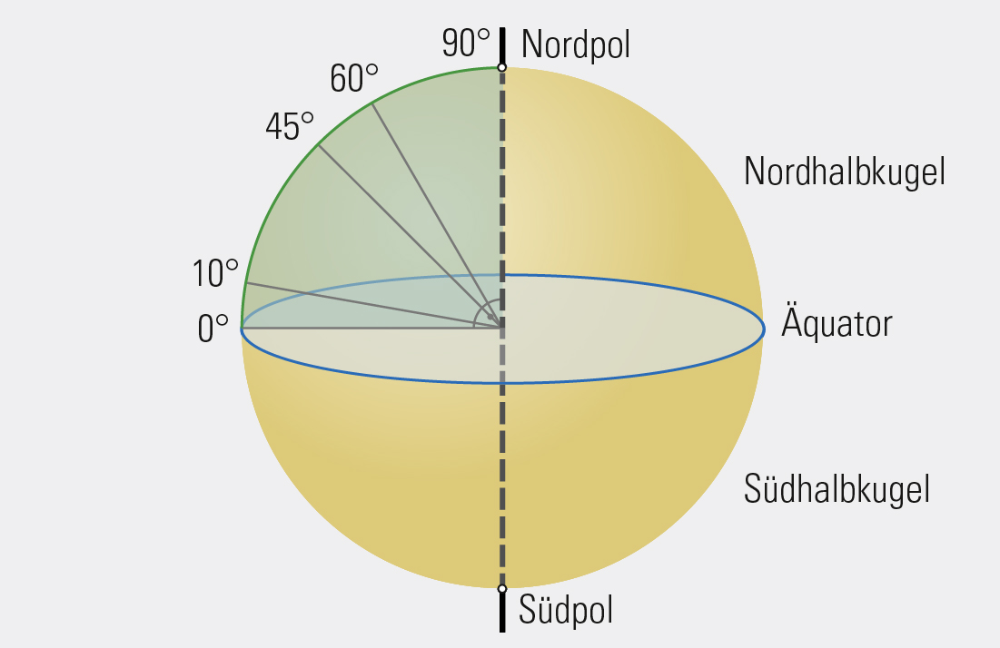 90° Nordpol
60°
45°
Nordhalbkugel
10°
0°
Äquator
Südhalbkugel
Südpol